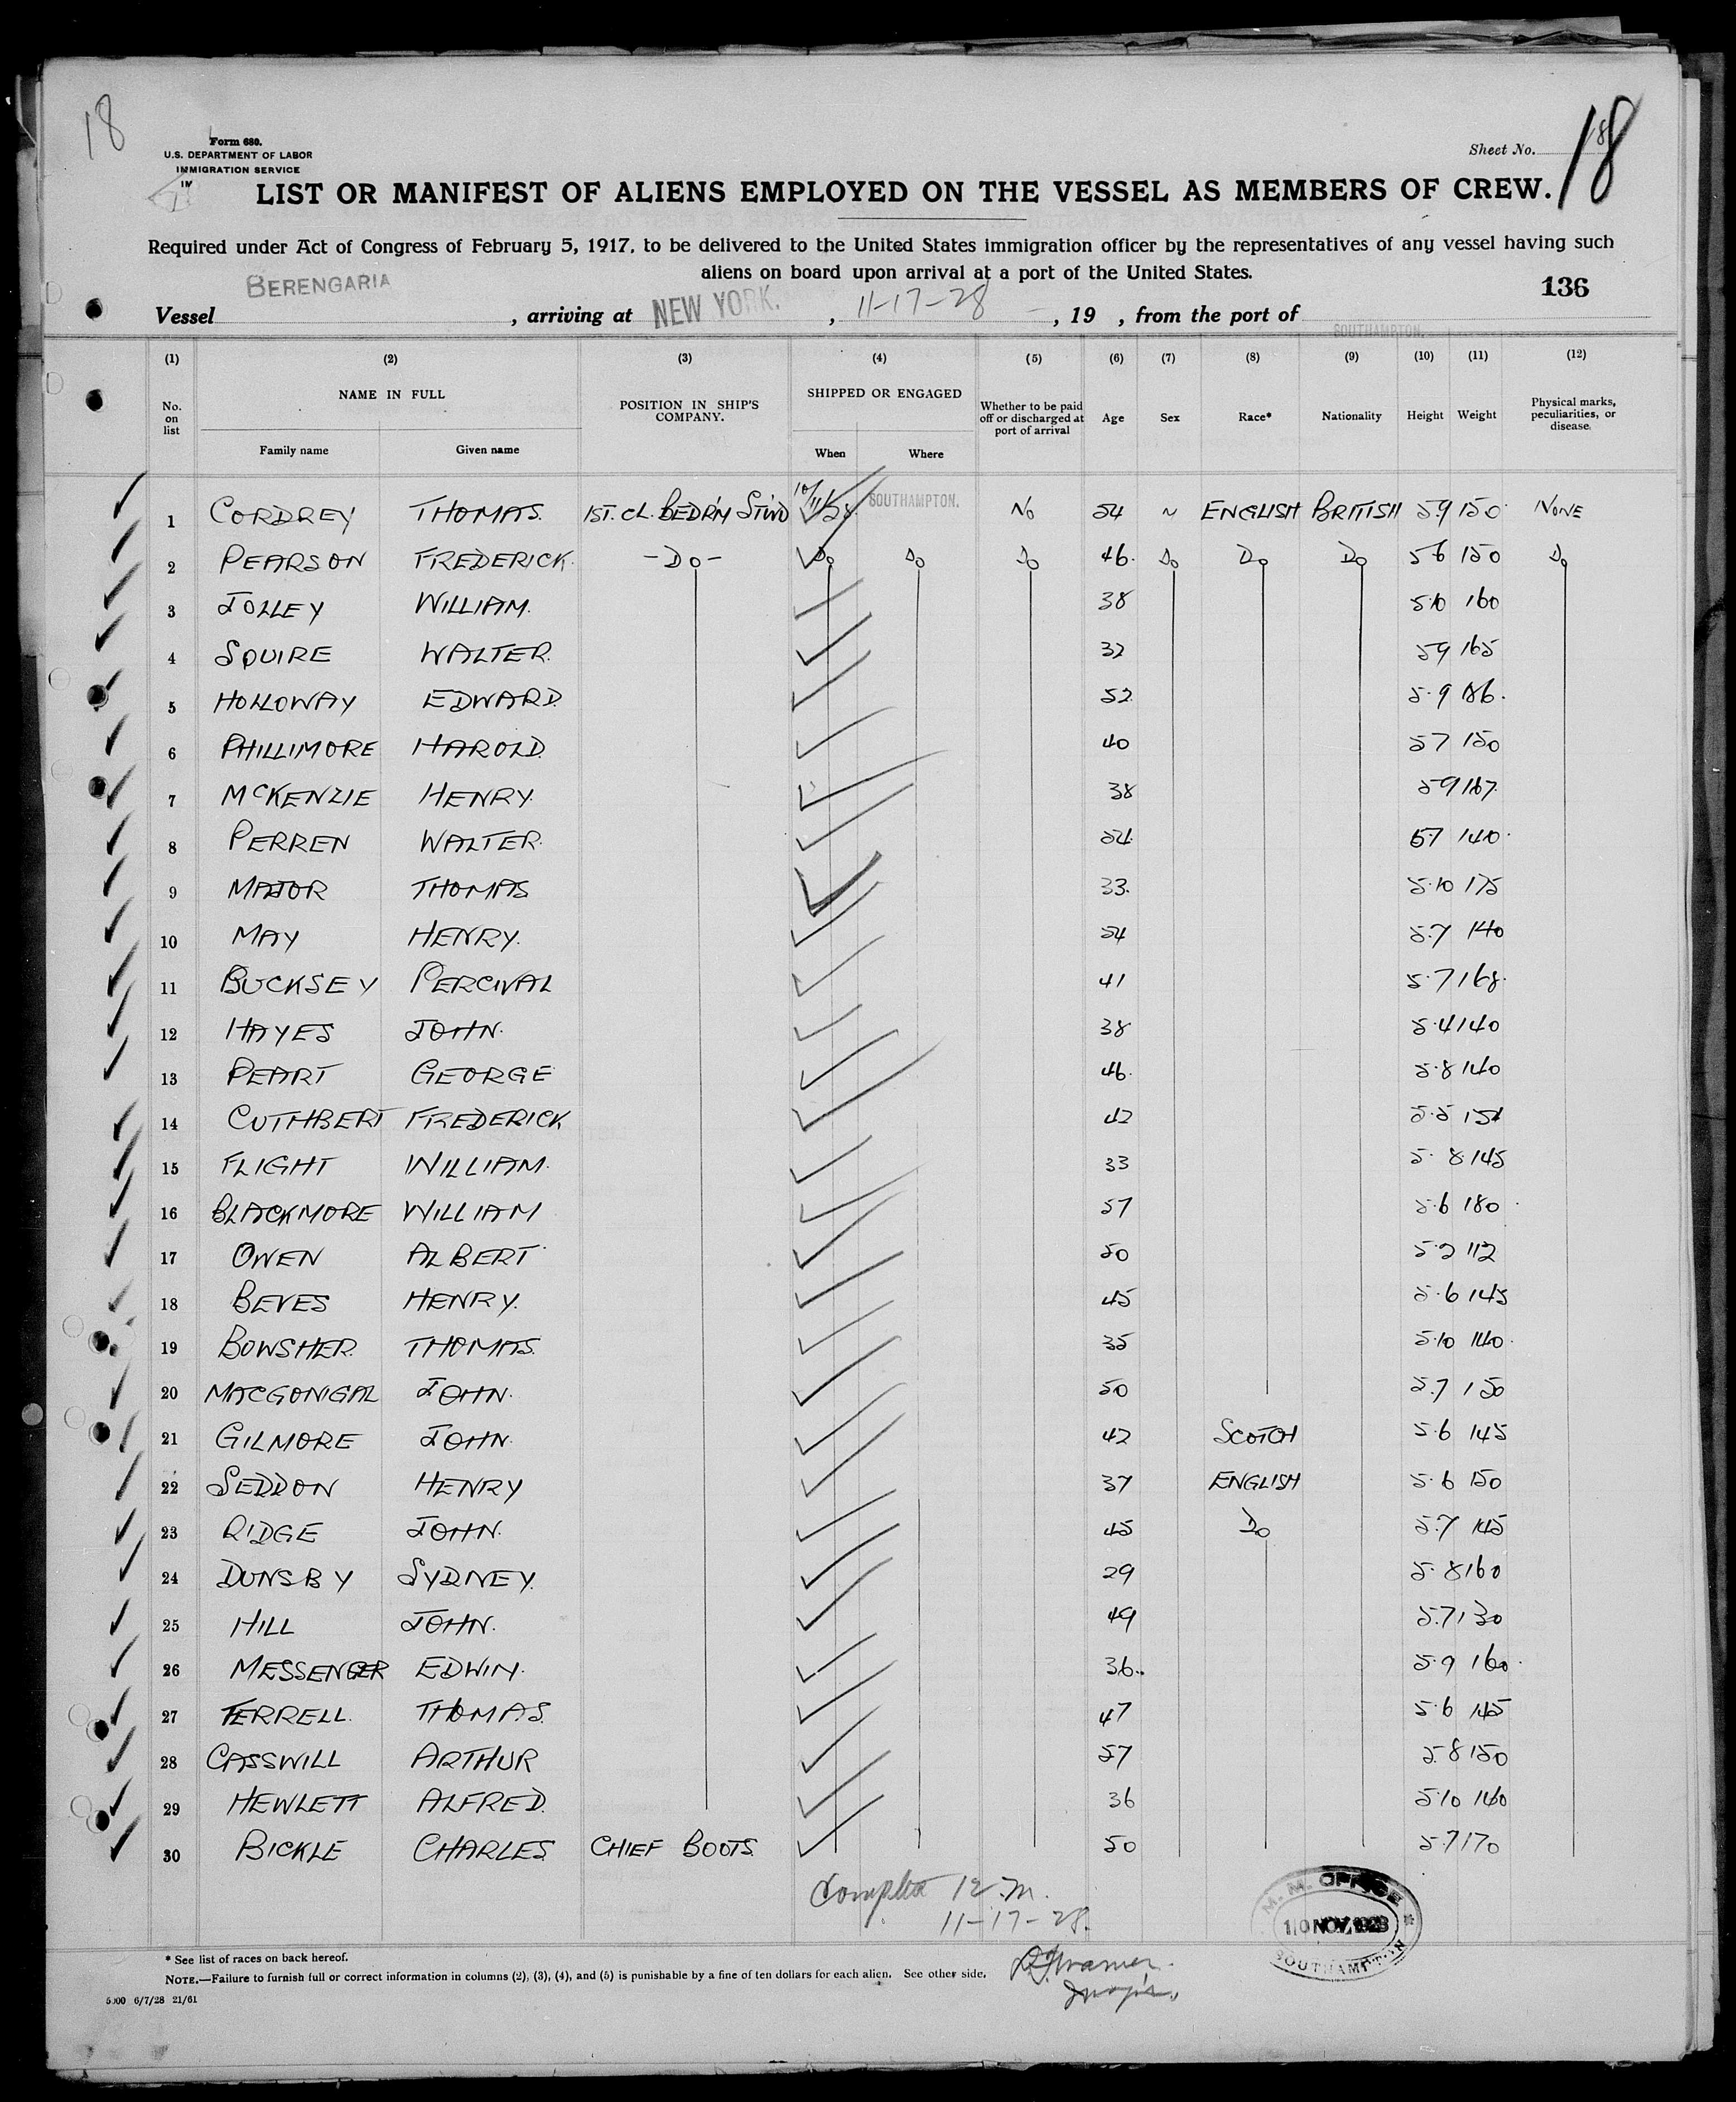 18
Form 680.
U.S. DEPARTMENT OF LABOR
IMMIGRATION SERVICE
Sheet No. 18
18
LIST OR MANIFEST OF ALIENS EMPLOYED ON THE VESSEL AS MEMBERS OF CREW.
Required under Act of Congress of February 5, 1917, to be delivered to the United States immigration officer by the representatives of any vessel having such
aliens on board upon arrival at a port of the United States.
136
Vessel BERENGARIA, arriving at NEW YORK., 11-17-28, 19 , from the port of SOUTHAMPTON.
(1) (2) (3) (4) (5) (6) (7) (8) (9) (10) (11) (12)
No. on list NAME IN FULL Family name Given name POSITION IN SHIP'S COMPANY. SHIPPED OR ENGAGED When Where Whether to be paid off or discharged at port of arrival Age Sex Race* Nationality Height Weight Physical marks, peculiarities, or disease.
1 CORDREY THOMAS. 1ST. CL. BEDR'M ST'WD 10/11/28. SOUTHAMPTON. NO 54 ENGLISH BRITISH 59 150 NONE
2 PEARSON FREDERICK. -DO- Do Do Do 46. Do Do Do 56 150 Do
3 JOLLEY WILLIAM. 38 5.10 160
4 SQUIRE WALTER. 32 59 165
5 HOLLOWAY EDWARD. 52. 5.9 186.
6 PHILLIMORE HAROLD. 40 57 150
7 MCKENZIE HENRY. 38 59 167.
8 PERREN WALTER. 54. 57 140.
9 MAJOR THOMAS 33. 5.10 175
10 MAY HENRY. 54 5.7 140
11 BUCKSEY PERCIVAL 41 5.7 168.
12 HAYES JOHN. 38 5.4 140
13 PEART GEORGE 46. 5.8 140
14 CUTHBERT FREDERICK 42 5.5 154
15 FLIGHT WILLIAM. 33 5.8 145
16 BLACKMORE WILLIAM 57 5.6 180
17 OWEN ALBERT 50 5.2 112
18 BEVES HENRY. 45 5.6 145
19 BOWSHER. THOMAS. 35 5.10 140.
20 MACGONIGAL JOHN. 50 5.7 150
21 GILMORE JOHN. 42 SCOTCH 5.6 145
22 SEDDON HENRY 37 ENGLISH 5.6 150
23 RIDGE JOHN. 45 Do 5.7 145
24 DUNSBY SYDNEY. 29 5.8 160
25 HILL JOHN. 49 5.7 130
26 MESSENGER EDWIN. 36.. 5.9 160.
27 TERRELL. THOMAS. 47 5.6 145
28 CASSWILL ARTHUR 57 5.8 150
29 HEWLETT ALFRED. 36 5.10 140
30 BICKLE CHARLES. CHIEF BOOTS. 50 5.7 170
11-17-28.
M. M. OFFICE
10 NOV. 1928
SOUTHAMPTON
* See list of races on back hereof.
NOTE.—Failure to furnish full or correct information in columns (2), (3), (4), and (5) is punishable by a fine of ten dollars for each alien. See other side.
5000 6/7/28 21/61